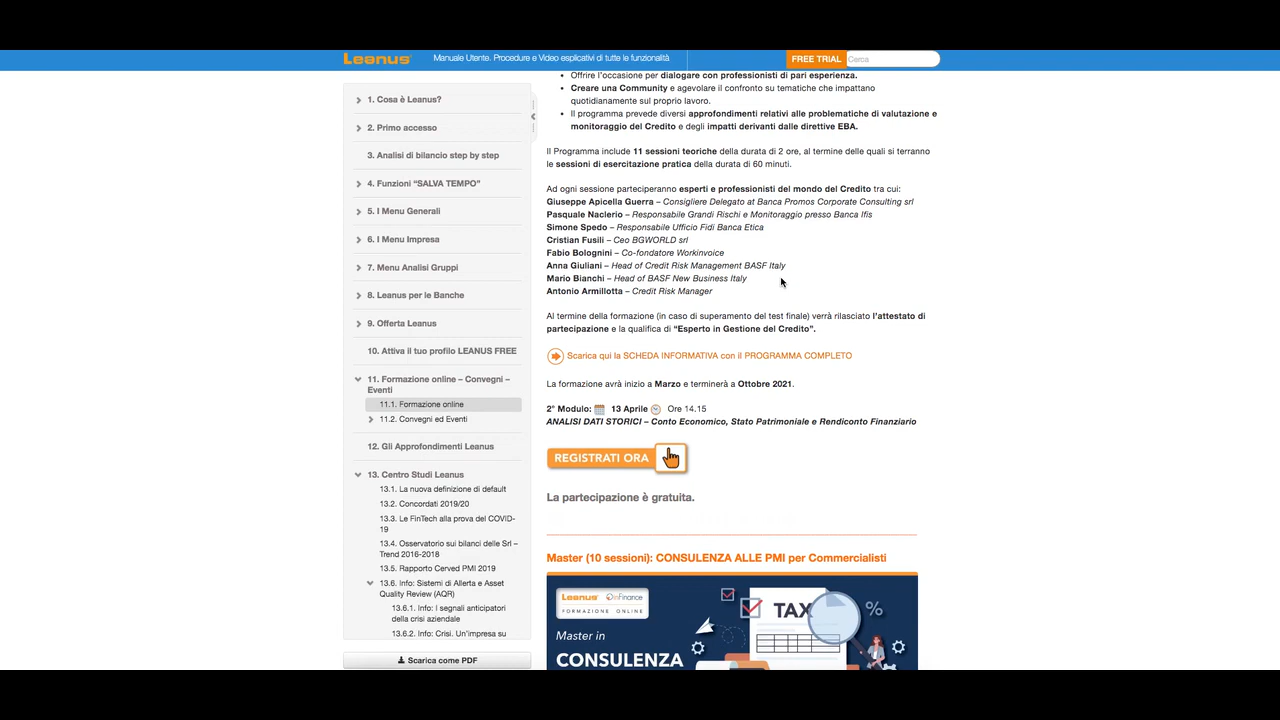 Leanus
Manuale Utente. Procedure e Video esplicativi di tutte le funzionalità
FREE TRIAL
Cerca
1. Cosa è Leanus?
2. Primo accesso
3. Analisi di bilancio step by step
4. Funzioni “SALVA TEMPO”
5. I Menu Generali
6. I Menu Impresa
7. Menu Analisi Gruppi
8. Leanus per le Banche
9. Offerta Leanus
10. Attiva il tuo profilo LEANUS FREE
11. Formazione online – Convegni –
Eventi
11.1. Formazione online
11.2. Convegni ed Eventi
12. Gli Approfondimenti Leanus
13. Centro Studi Leanus
13.1. La nuova definizione di default
13.2. Concordati 2019/20
13.3. Le FinTech alla prova del COVID-
19
13.4. Osservatorio sui bilanci delle Srl –
Trend 2016-2018
13.5. Rapporto Cerved PMI 2019
13.6. Info: Sistemi di Allerta e Asset
Quality Review (AQR)
13.6.1. Info: I segnali anticipatori
della crisi aziendale
13.6.2. Info: Crisi. Un'impresa su
Scarica come PDF
Offrire l'occasione per dialogare con professionisti di pari esperienza.
Creare una Community e agevolare il confronto su tematiche che impattano
quotidianamente sul proprio lavoro.
Il programma prevede diversi approfondimenti relativi alle problematiche di valutazione e
monitoraggio del Credito e degli impatti derivanti dalle direttive EBA.
Il Programma include 11 sessioni teoriche della durata di 2 ore, al termine delle quali si terranno
le sessioni di esercitazione pratica della durata di 60 minuti.
Ad ogni sessione parteciperanno esperti e professionisti del mondo del Credito tra cui:
Giuseppe Apicella Guerra – Consigliere Delegato at Banca Promos Corporate Consulting srl
Pasquale Naclerio – Responsabile Grandi Rischi e Monitoraggio presso Banca Ifis
Simone Spedo – Responsabile Ufficio Fidi Banca Etica
Cristian Fusili – Ceo BGWORLD srl
Fabio Bolognini – Co-fondatore Workinvoice
Anna Giuliani – Head of Credit Risk Management BASF Italy
Mario Bianchi – Head of BASF New Business Italy
Antonio Armillotta – Credit Risk Manager
Al termine della formazione (in caso di superamento del test finale) verrà rilasciato l'attestato di
partecipazione e la qualifica di “Esperto in Gestione del Credito”.
Scarica qui la SCHEDA INFORMATIVA con il PROGRAMMA COMPLETO
La formazione avrà inizio a Marzo e terminerà a Ottobre 2021.
2° Modulo: 13 Aprile Ore 14.15
ANALISI DATI STORICI – Conto Economico, Stato Patrimoniale e Rendiconto Finanziario
REGISTRATI ORA
La partecipazione è gratuita.
Master (10 sessioni): CONSULENZA ALLE PMI per Commercialisti
Leanus inFinance
FORMAZIONE ONLINE
Master in
CONSULENZA
TAX
%